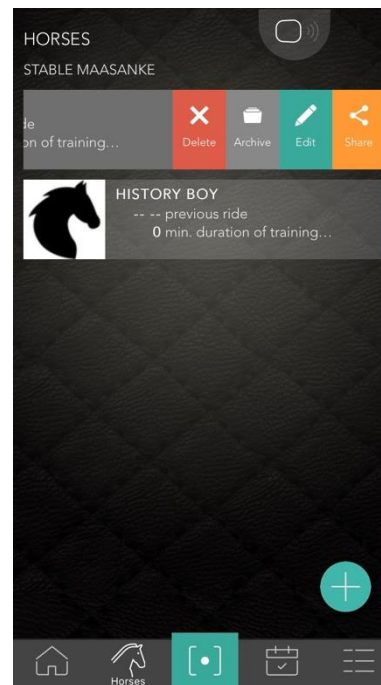 HORSES
STABLE MAASANKE
de
on of training...
Delete
Archive
Edit
Share
HISTORY BOY
-- -- previous ride
0 min. duration of training...
Horses